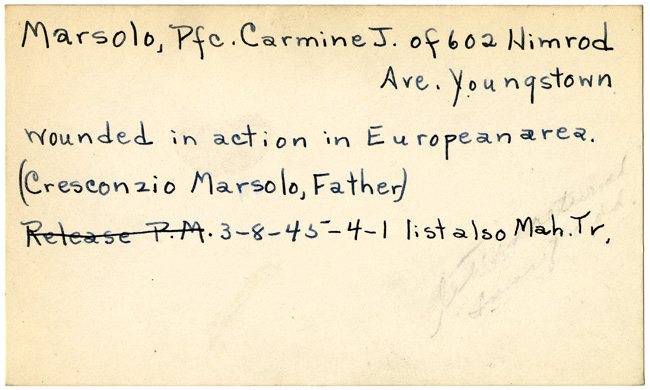 Marsolo, Pfc. Carmine J. of 602 Nimrod
Ave. Youngstown
wounded in action in European area.
(Cresconzio Marsolo, Father)
Release P.M. 3-8-45-4-1 list also Mah. Tr.